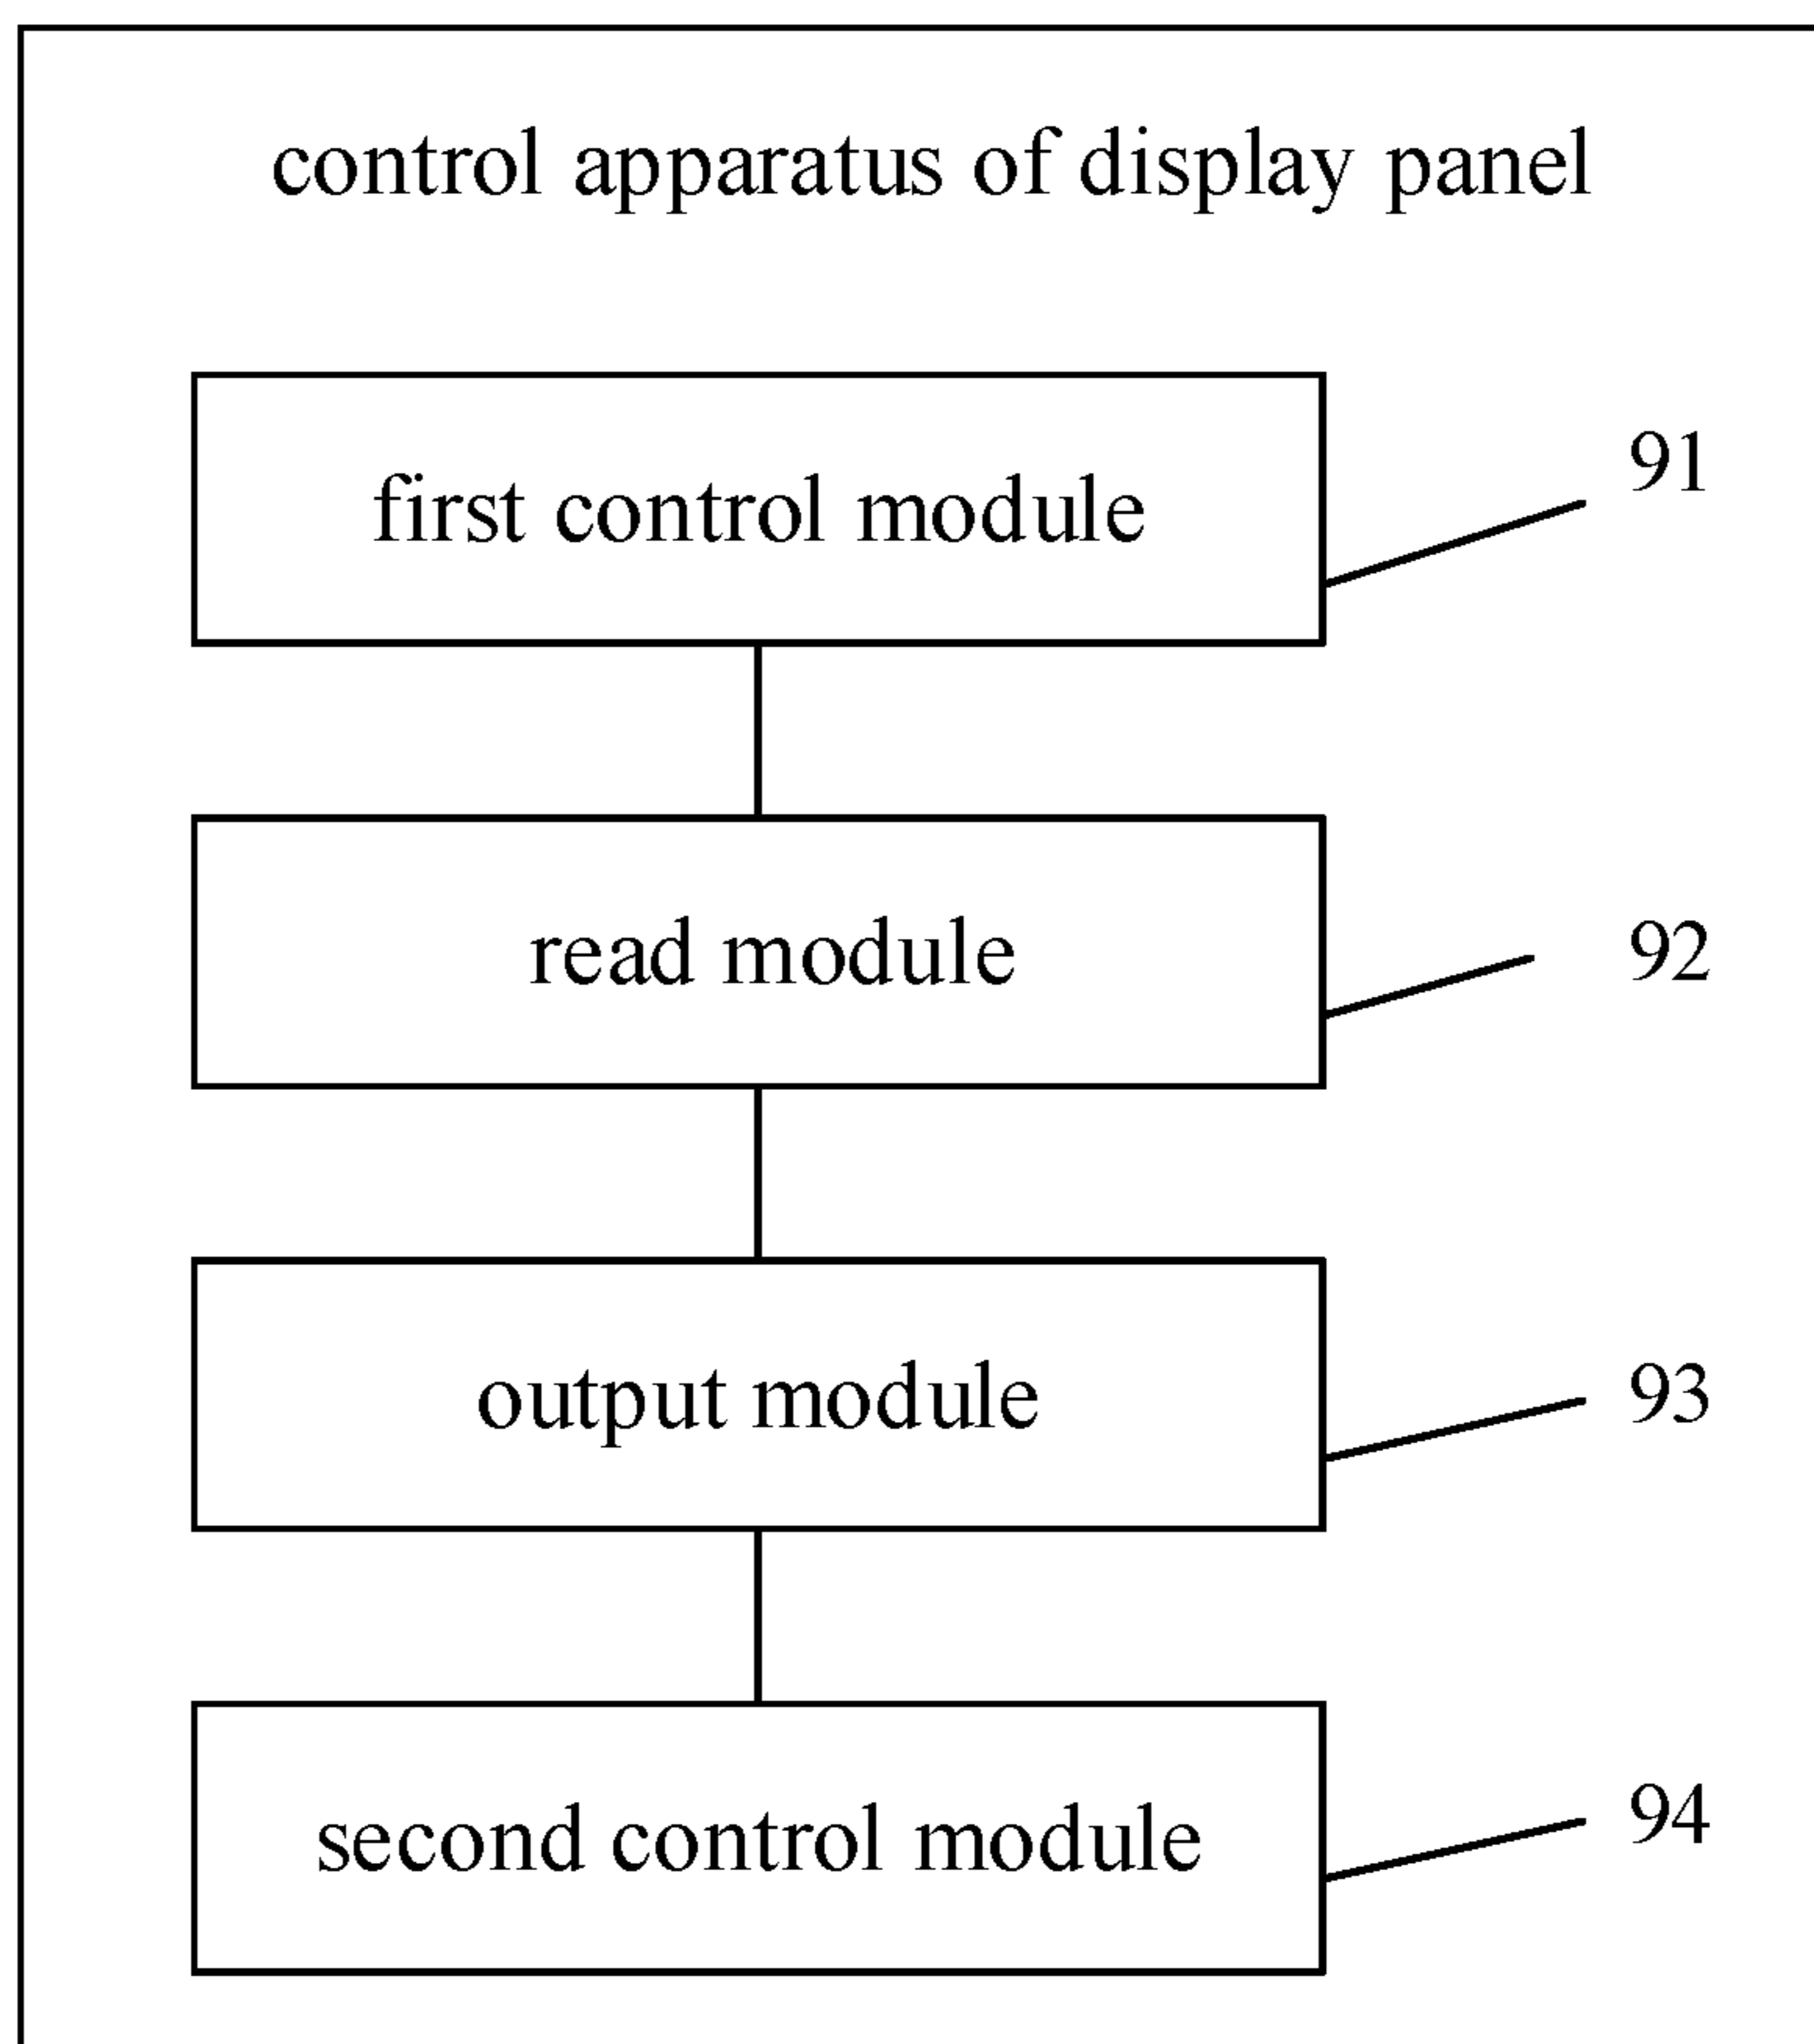 control apparatus of display panel
first control module
91
read module
92
output module
93
second control module
94